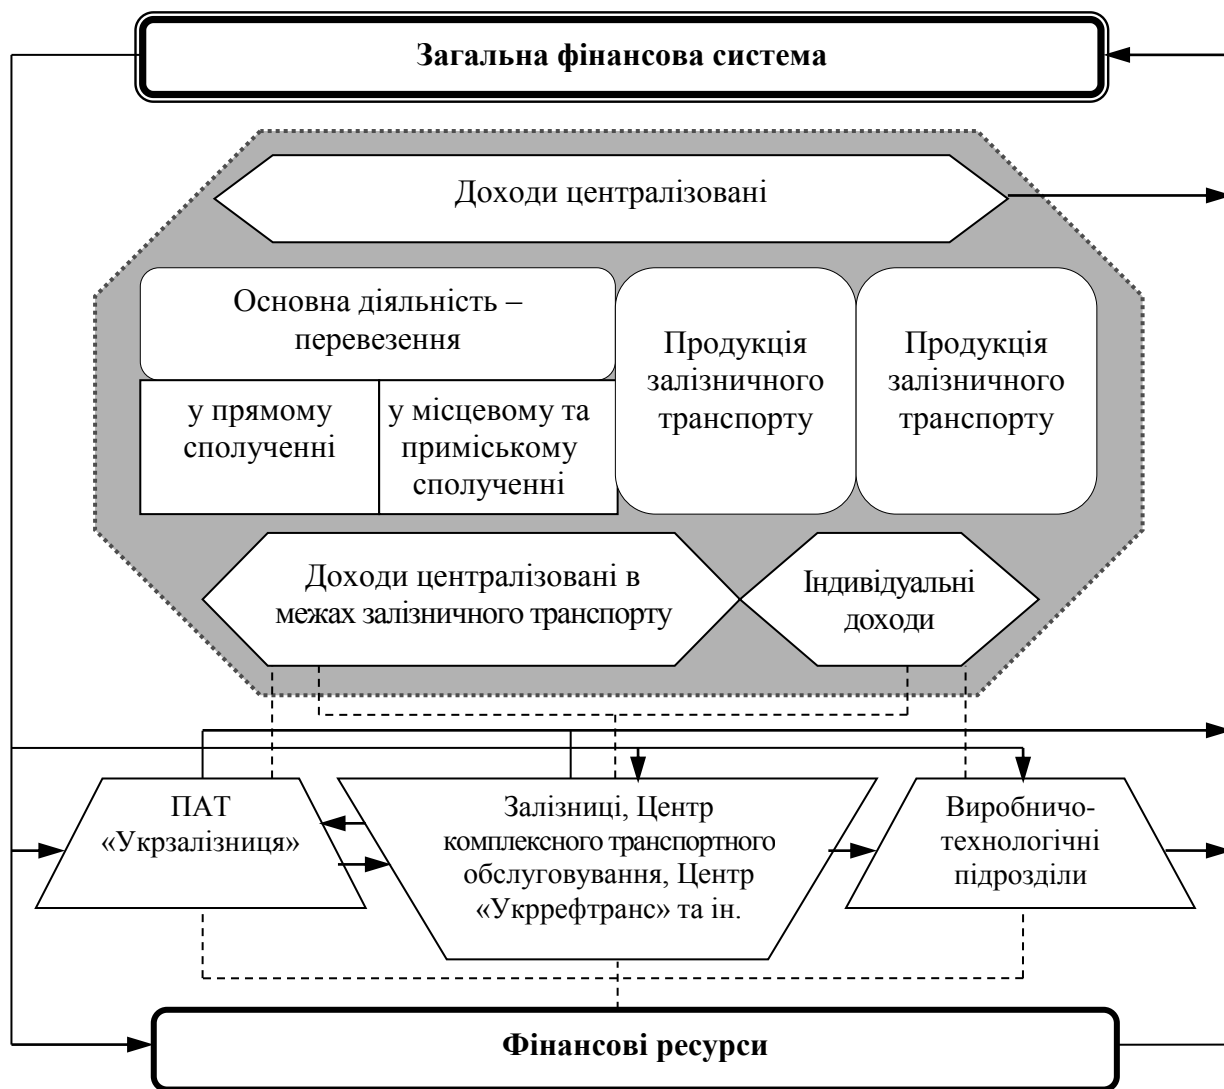 Загальна фінансова система
Доходи централізовані
Основна діяльність –
перевезення
у прямому
сполученні
у місцевому та
приміському
сполученні
Продукція
залізничного
транспорту
Продукція
залізничного
транспорту
Доходи централізовані в
межах залізничного транспорту
Індивідуальні
доходи
ПАТ
«Укрзалізниця»
Залізниці, Центр
комплексного транспортного
обслуговування, Центр
«Укррефтранс» та ін.
Виробничо-
технологічні
підрозділи
Фінансові ресурси